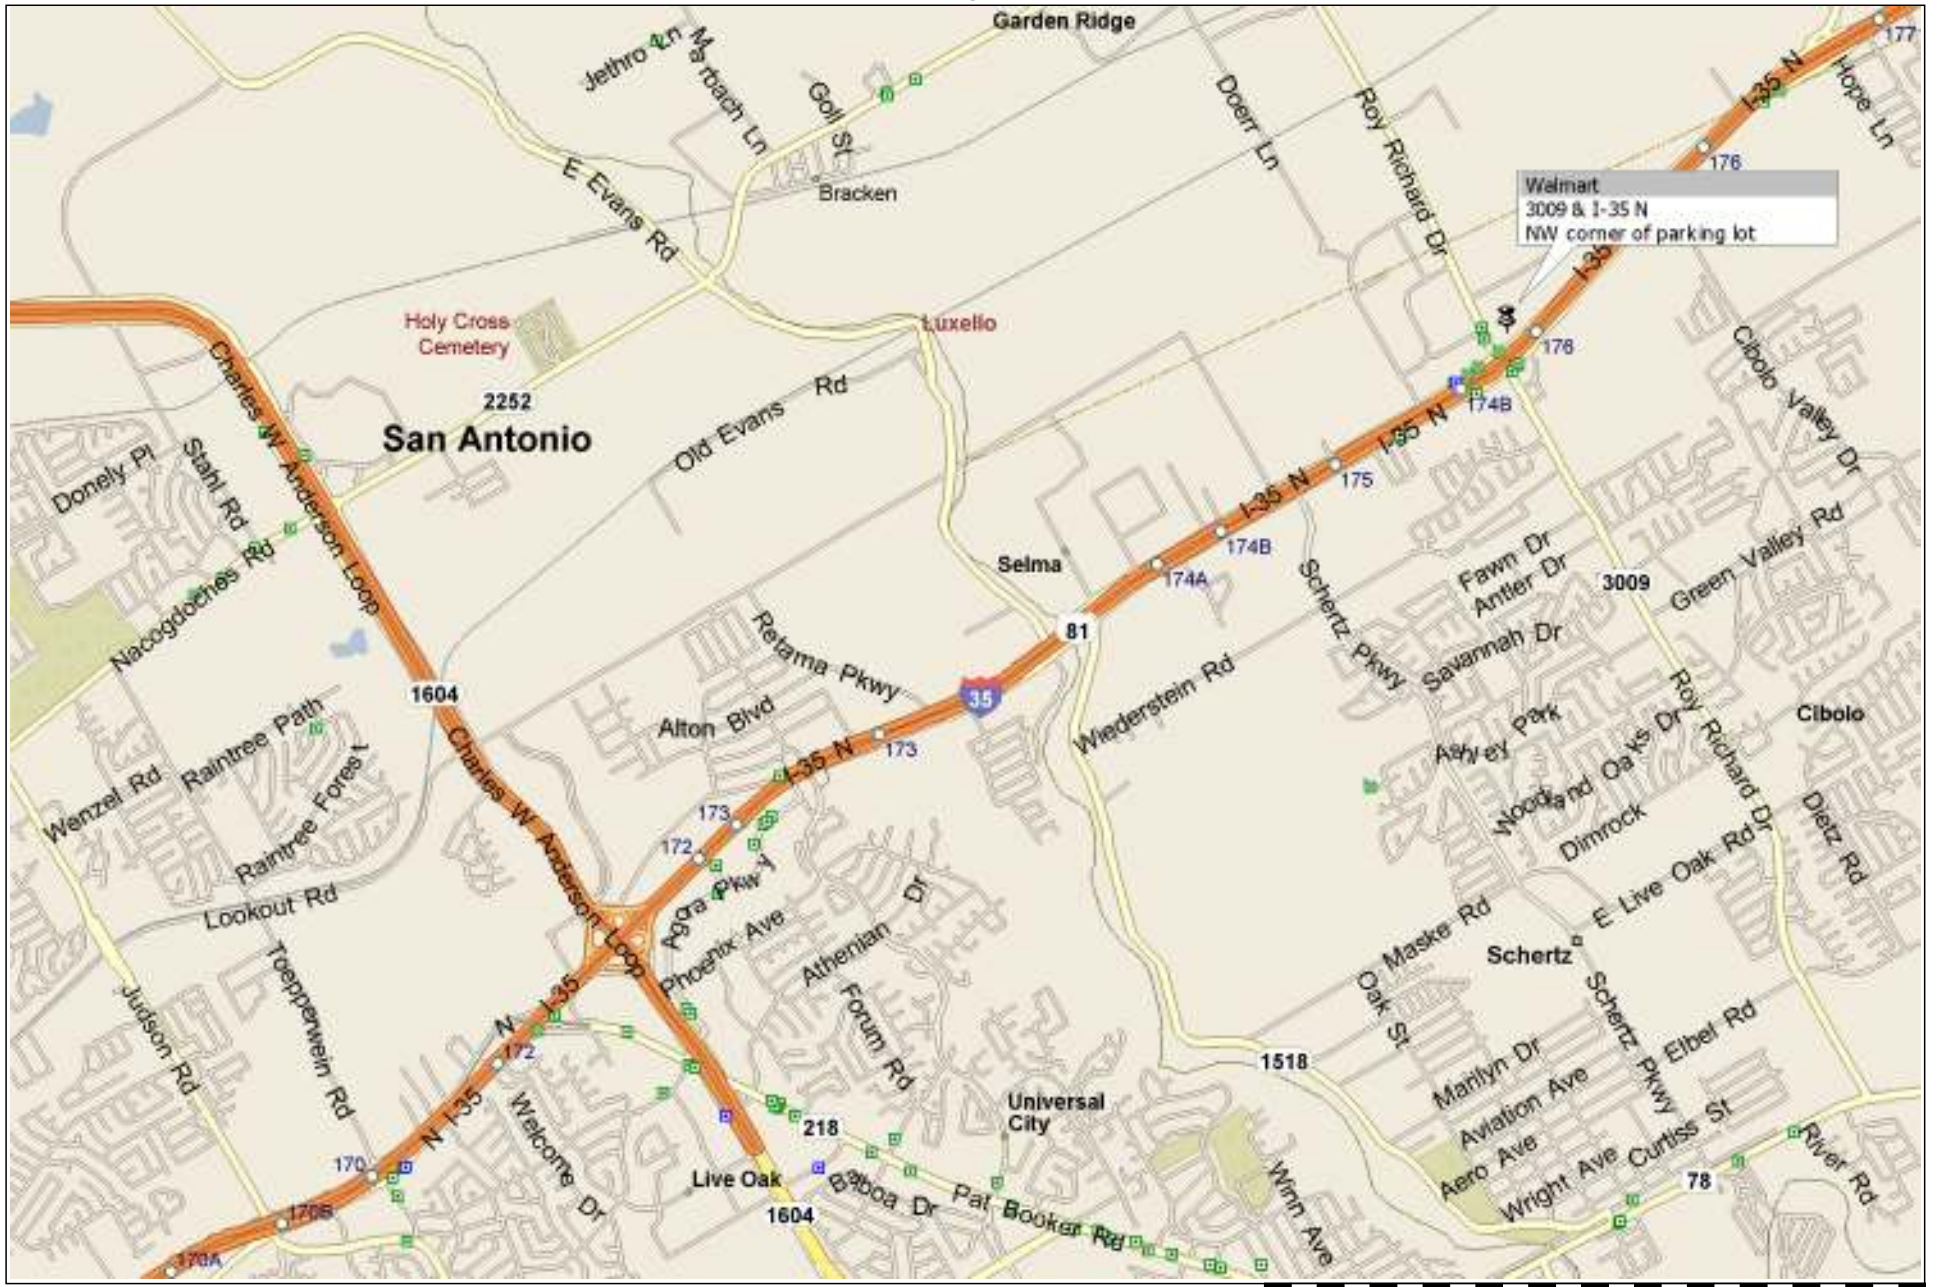 Garden Ridge
177
Jethro Ln
Marbach Ln
Goll St
I-35 N
Hope Ln
Doerr Ln
Roy Richard Dr
176
E Evans Rd
Bracken
Walmart
3009 & I-35 N
NW corner of parking lot
I-35
Holy Cross
Cemetery
Luxello
176
Cibolo Valley Dr
Charles W Anderson Loop
2252
Old Evans Rd
174B
San Antonio
I-35 N
Donely Pl
Stahl Rd
175
I-35 N
Green Valley Rd
174B
Nacogdoches Rd
Selma
174A
Fawn Dr
Antler Dr
3009
Schertz Pkwy
81
Retama Pkwy
Savannah Dr
1604
35
Wiederstein Rd
Roy Richard Dr
Raintree Path
Alton Blvd
Cibolo
173
I-35 N
Ashley Park
Woodland Oaks Dr
Wenzel Rd
Raintree Forest
Charles W Anderson Loop
173
172
Dimrock
Dietz Rd
Agora Pkwy
E Live Oak Rd
Lookout Rd
Phoenix Ave
Athenian Dr
O Maske Rd
Schertz
Toepperwein Rd
Judson Rd
I-35 N
172
Forum Rd
Oak St
Schertz Pkwy
Elbel Rd
1518
Marilyn Dr
N I-35
Welcome Dr
218
Universal
City
Aviation Ave
Curtiss St
River Rd
170
Live Oak
Balboa Dr
Aero Ave
Wright Ave
78
170B
1604
Pat Booker Rd
Winn Ave
170A